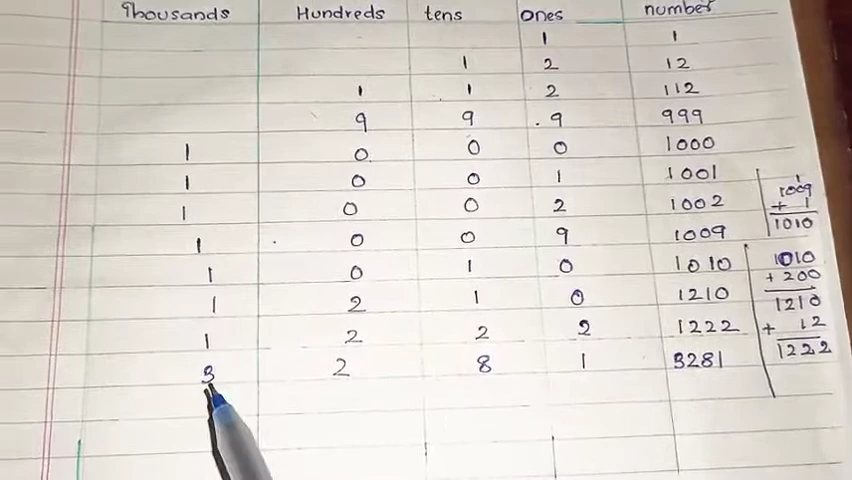 Thousands Hundreds tens ones number
1 1
1 2 12
1 1 2 112
9 9 9 999
1 0 0 0 1000
1 0 0 1 1001
1 0 0 2 1002
1 0 0 9 1009
1 0 1 0 1010
1 2 1 0 1210
1 2 2 2 1222
3 2 8 1 3281
1
1009
+ 1
1010
1010
+ 200
1210
+ 12
1222